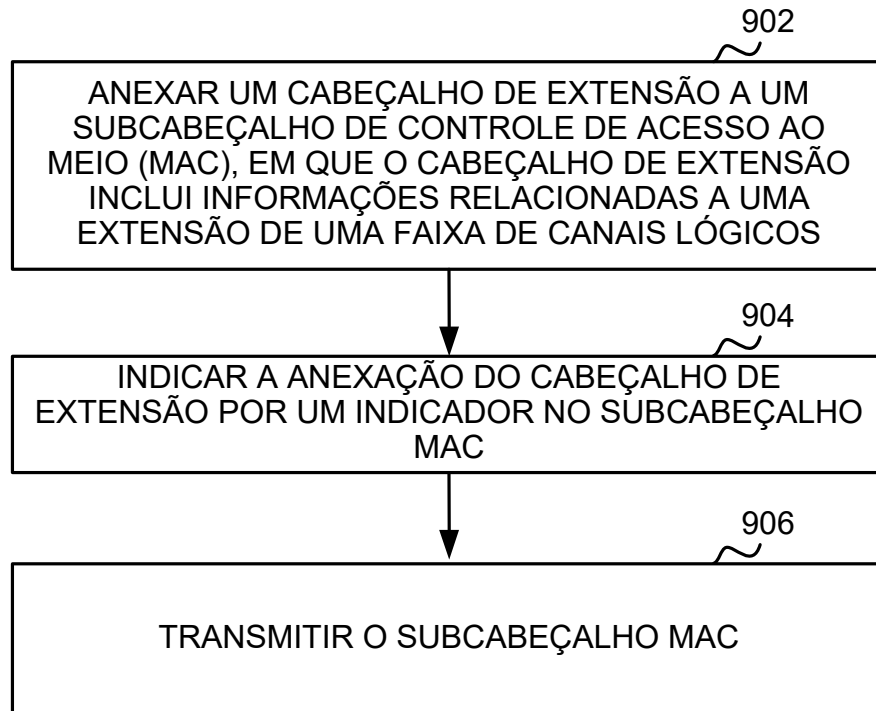 902
ANEXAR UM CABEÇALHO DE EXTENSÃO A UM
SUBCABEÇALHO DE CONTROLE DE ACESSO AO
MEIO (MAC), EM QUE O CABEÇALHO DE EXTENSÃO
INCLUI INFORMAÇÕES RELACIONADAS A UMA
EXTENSÃO DE UMA FAIXA DE CANAIS LÓGICOS
904
INDICAR A ANEXAÇÃO DO CABEÇALHO DE
EXTENSÃO POR UM INDICADOR NO SUBCABEÇALHO
MAC
906
TRANSMITIR O SUBCABEÇALHO MAC